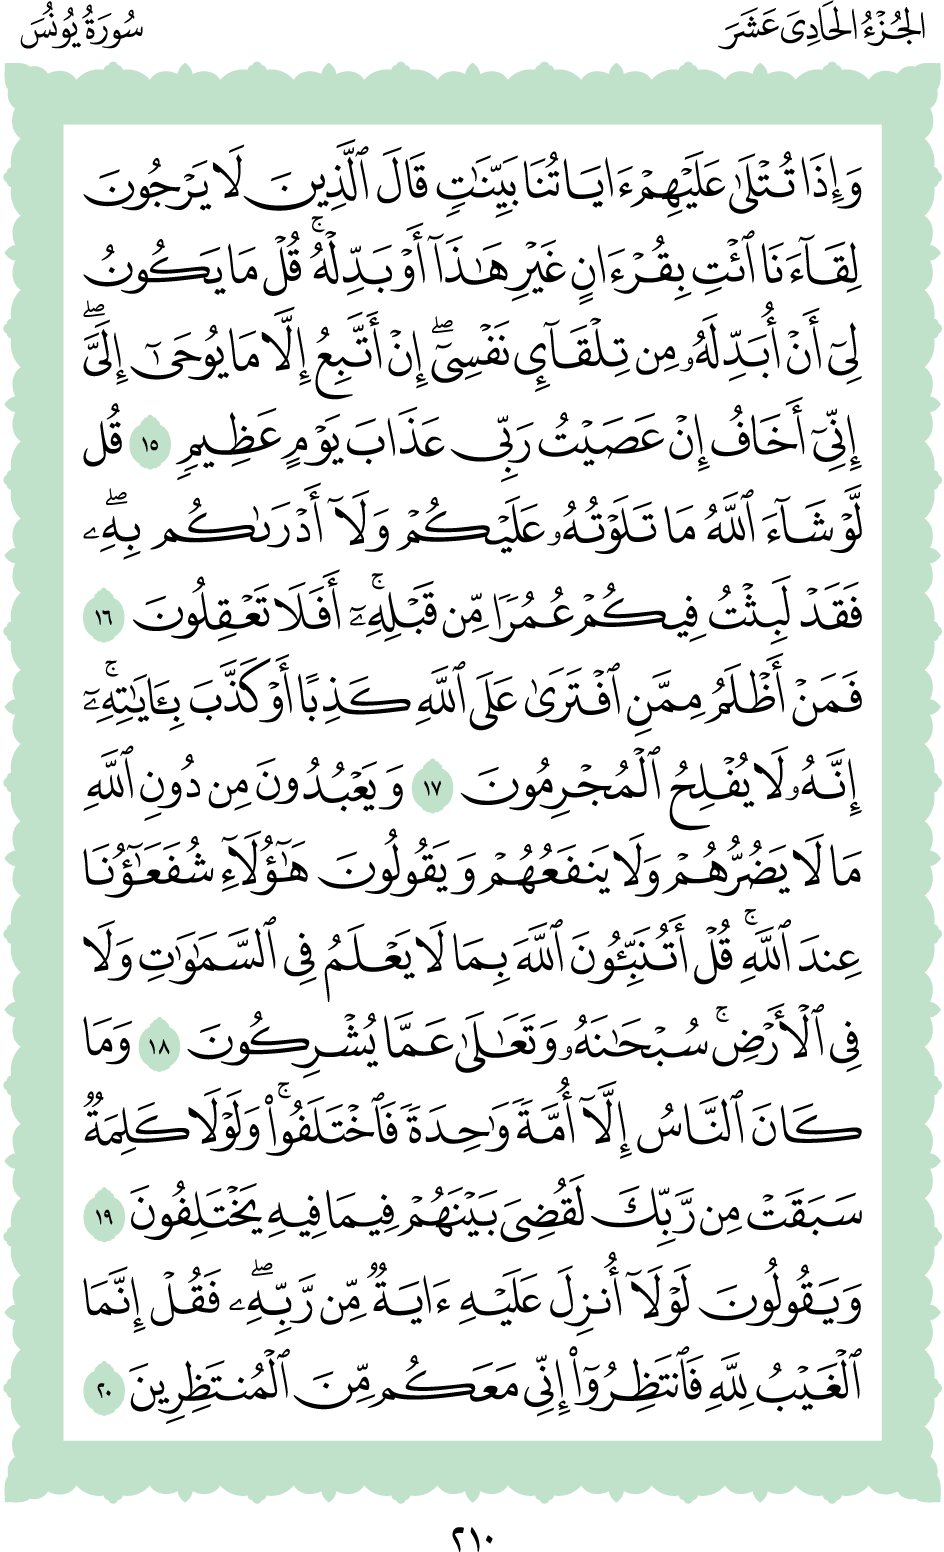 الجُزْءُ الحَادِىَ عَشَرَ
سُورَةُ يُونُسَ
وَإِذَا تُتۡلَىٰ عَلَيۡهِمۡ ءَايَاتُنَا بَيِّنَٰتٖ قَالَ ٱلَّذِينَ لَا يَرۡجُونَ
لِقَآءَنَا ٱئۡتِ بِقُرۡءَانٍ غَيۡرِ هَٰذَآ أَوۡ بَدِّلۡهُۚ قُلۡ مَا يَكُونُ
لِيٓ أَنۡ أُبَدِّلَهُۥ مِن تِلۡقَآيِٕ نَفۡسِيٓۖ إِنۡ أَتَّبِعُ إِلَّا مَا يُوحَىٰٓ إِلَيَّۖ
إِنِّيٓ أَخَافُ إِنۡ عَصَيۡتُ رَبِّي عَذَابَ يَوۡمٍ عَظِيمٖ ١٥ قُل
لَّوۡ شَآءَ ٱللَّهُ مَا تَلَوۡتُهُۥ عَلَيۡكُمۡ وَلَآ أَدۡرَىٰكُم بِهِۦۖ
فَقَدۡ لَبِثۡتُ فِيكُمۡ عُمُرٗا مِّن قَبۡلِهِۦٓۚ أَفَلَا تَعۡقِلُونَ ١٦
فَمَنۡ أَظۡلَمُ مِمَّنِ ٱفۡتَرَىٰ عَلَى ٱللَّهِ كَذِبًا أَوۡ كَذَّبَ بِـَٔايَٰتِهِۦٓۚ
إِنَّهُۥ لَا يُفۡلِحُ ٱلۡمُجۡرِمُونَ ١٧ وَيَعۡبُدُونَ مِن دُونِ ٱللَّهِ
مَا لَا يَضُرُّهُمۡ وَلَا يَنفَعُهُمۡ وَيَقُولُونَ هَٰٓؤُلَآءِ شُفَعَٰٓؤُنَا
عِندَ ٱللَّهِۚ قُلۡ أَتُنَبِّـُٔونَ ٱللَّهَ بِمَا لَا يَعۡلَمُ فِي ٱلسَّمَٰوَٰتِ وَلَا
فِي ٱلۡأَرۡضِۚ سُبۡحَٰنَهُۥ وَتَعَٰلَىٰ عَمَّا يُشۡرِكُونَ ١٨ وَمَا
كَانَ ٱلنَّاسُ إِلَّآ أُمَّةٗ وَٰحِدَةٗ فَٱخۡتَلَفُواْۚ وَلَوۡلَا كَلِمَةٞ
سَبَقَتۡ مِن رَّبِّكَ لَقُضِيَ بَيۡنَهُمۡ فِيمَا فِيهِ يَخۡتَلِفُونَ ١٩
وَيَقُولُونَ لَوۡلَآ أُنزِلَ عَلَيۡهِ ءَايَةٞ مِّن رَّبِّهِۦۖ فَقُلۡ إِنَّمَا
ٱلۡغَيۡبُ لِلَّهِ فَٱنتَظِرُوٓاْ إِنِّي مَعَكُم مِّنَ ٱلۡمُنتَظِرِينَ ٢٠
٢١٠